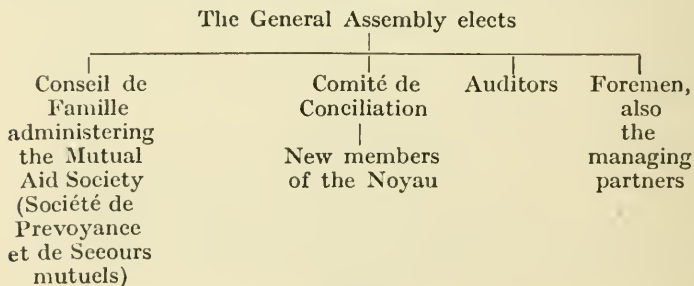 The General Assembly elects
Conseil de
Famille
administering
the Mutual
Aid Society
(Société de
Prevoyance
et de Secours
mutuels)
Comité de
Conciliation
New members
of the Noyau
Auditors
Foremen,
also
the
managing
partners